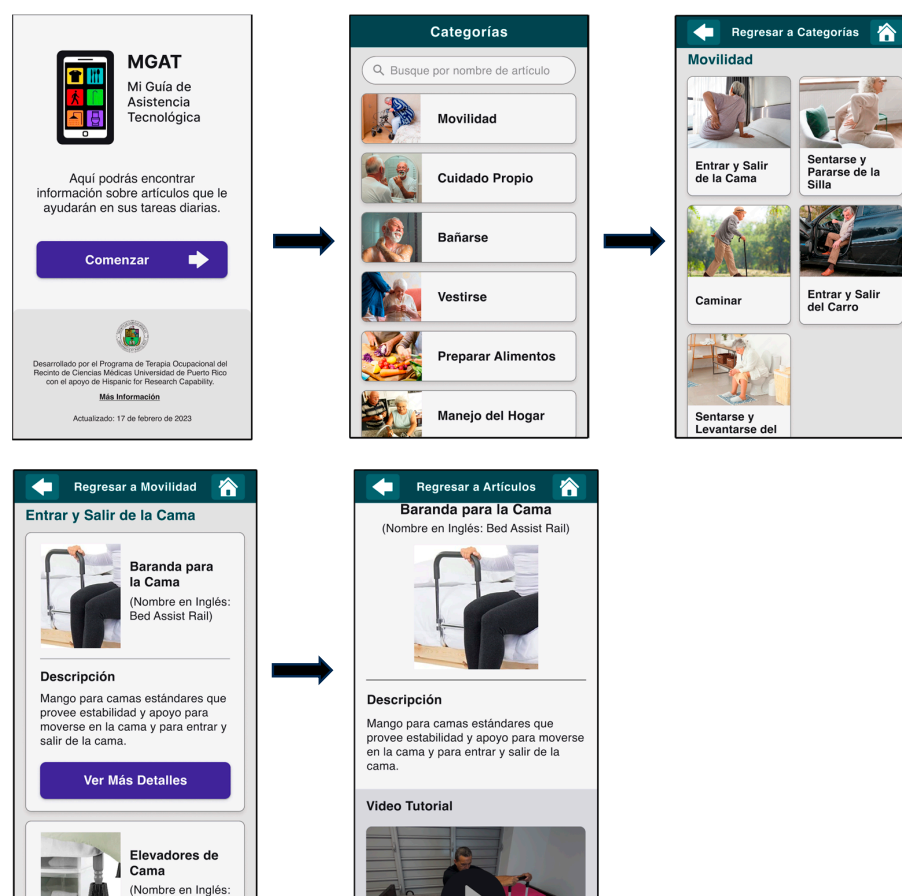 MGAT
Mi Guía de
Asistencia
Tecnológica
Aquí podrás encontrar
información sobre artículos que le
ayudarán en sus tareas diarias.
Comenzar
Desarrollado por el Programa de Terapia Ocupacional del
Recinto de Ciencias Médicas Universidad de Puerto Rico
con el apoyo de Hispanic for Research Capability.
Más Información
Actualizado: 17 de febrero de 2023
Categorías
Busque por nombre de artículo
Movilidad
Cuidado Propio
Bañarse
Vestirse
Preparar Alimentos
Manejo del Hogar
Regresar a Categorías
Movilidad
Entrar y Salir
de la Cama
Sentarse y
Pararse de la
Silla
Caminar
Entrar y Salir
del Carro
Sentarse y
Levantarse del
Regresar a Movilidad
Entrar y Salir de la Cama
Baranda para
la Cama
(Nombre en Inglés:
Bed Assist Rail)
Descripción
Mango para camas estándares que
provee estabilidad y apoyo para
moverse en la cama y para entrar y
salir de la cama.
Ver Más Detalles
Elevadores de
Cama
(Nombre en Inglés:
Regresar a Artículos
Baranda para la Cama
(Nombre en Inglés: Bed Assist Rail)
Descripción
Mango para camas estándares que
provee estabilidad y apoyo para moverse
en la cama y para entrar y salir de la
cama.
Video Tutorial